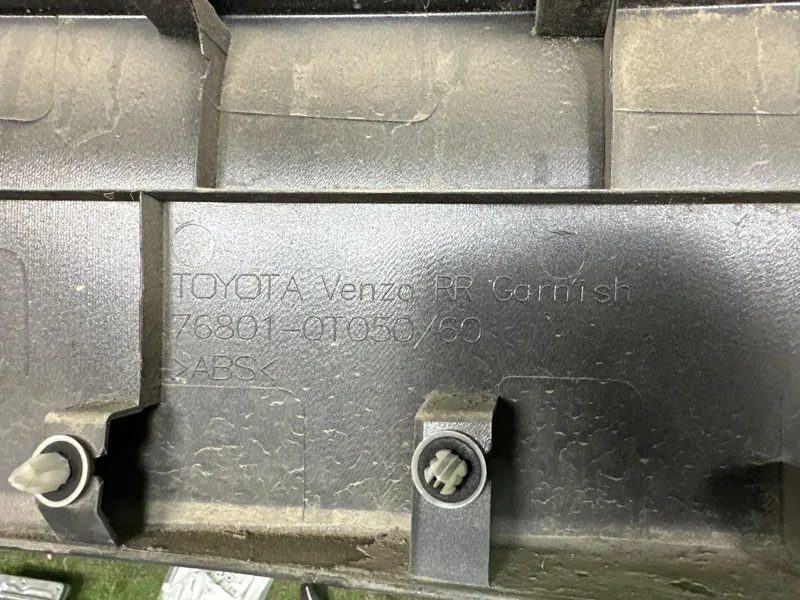 TOYOTA Venza RR Garnish
76801-0T050/60
>ABS<